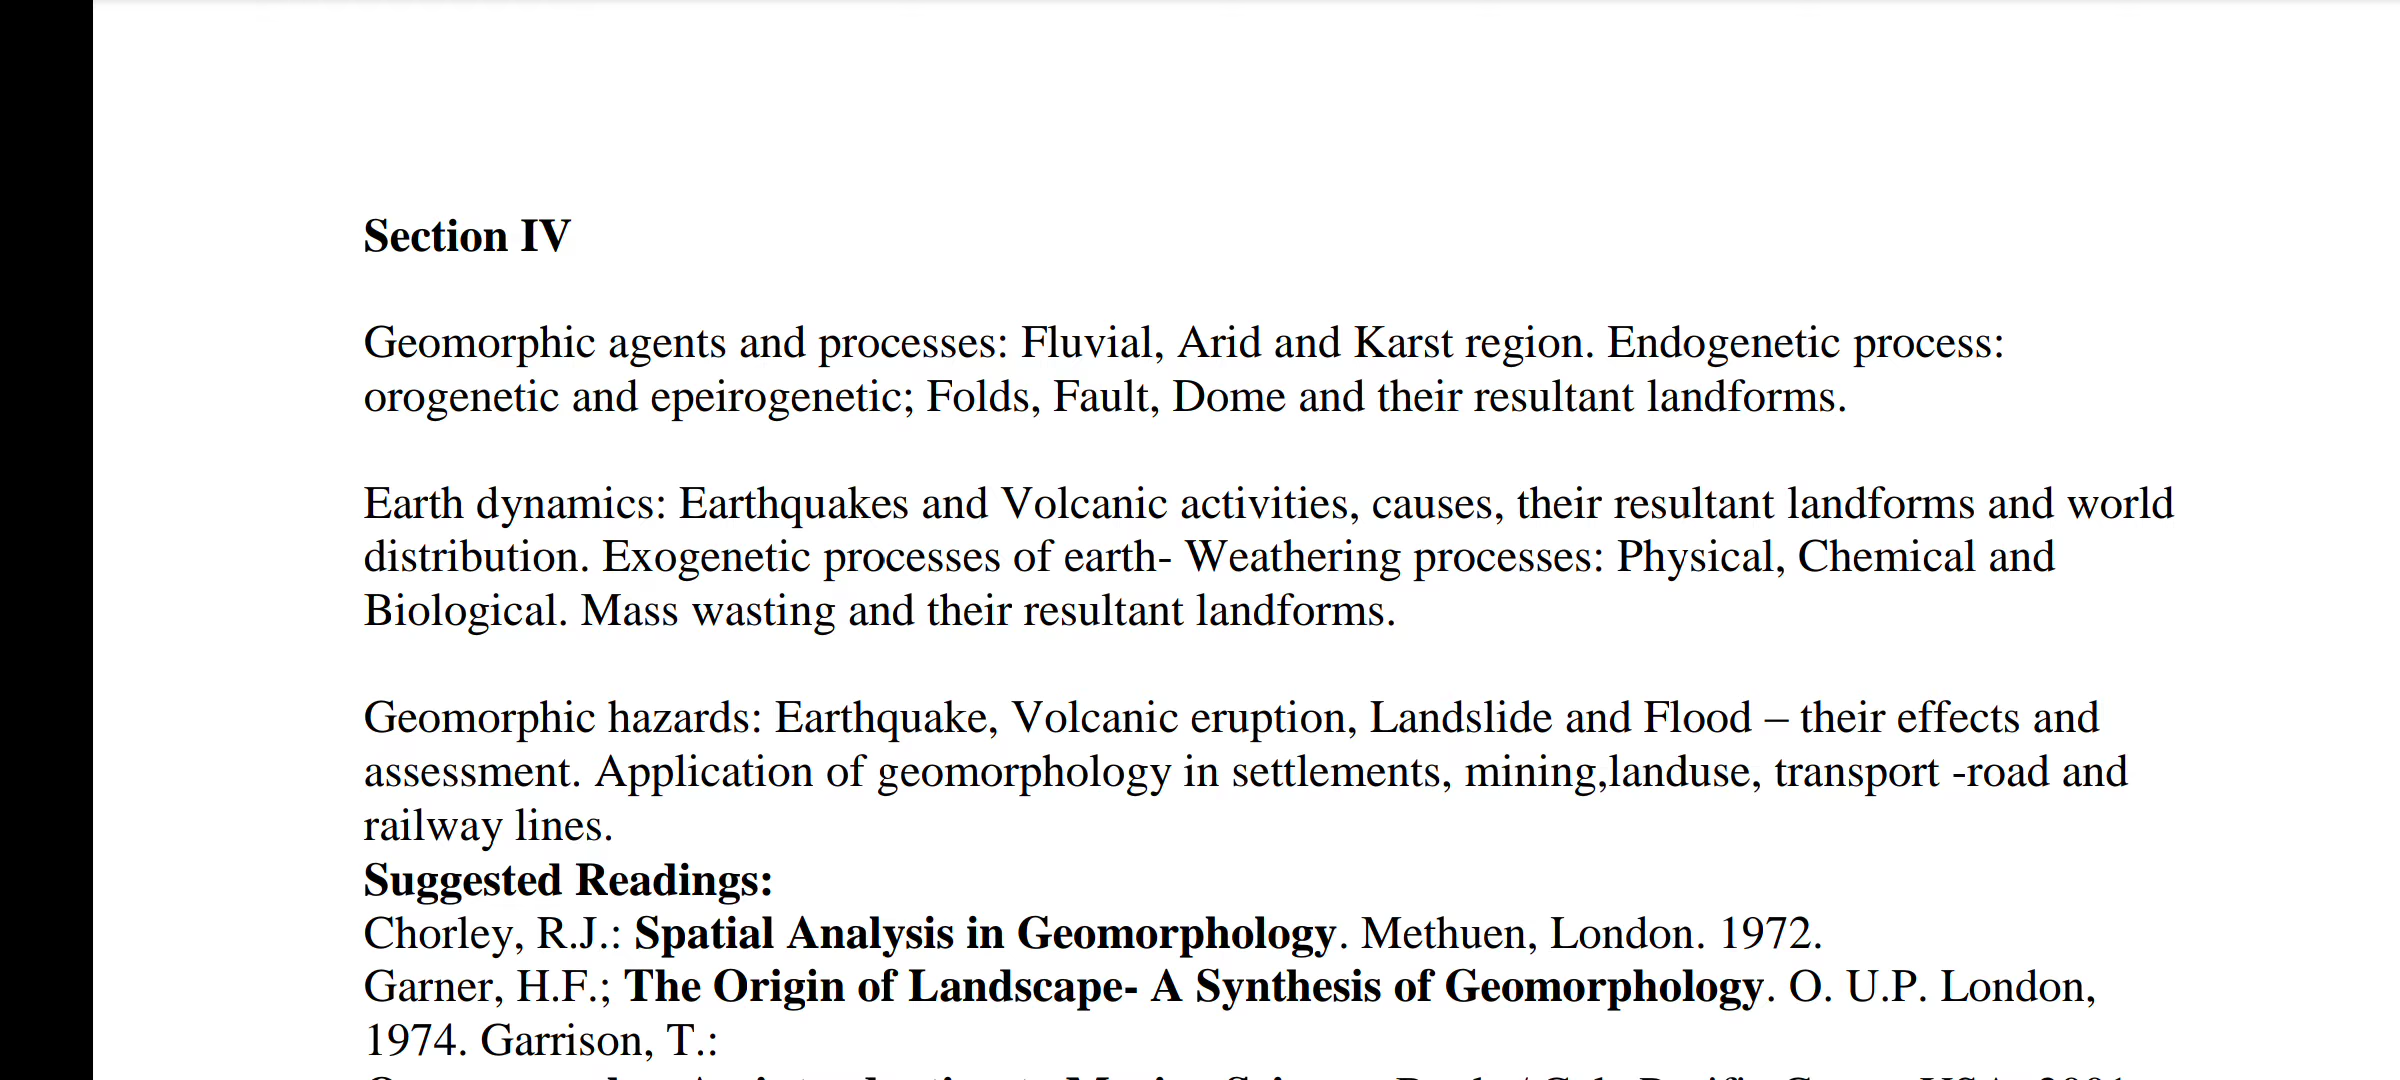 Section IV
Geomorphic agents and processes: Fluvial, Arid and Karst region. Endogenetic process:
orogenetic and epeirogenetic; Folds, Fault, Dome and their resultant landforms.
Earth dynamics: Earthquakes and Volcanic activities, causes, their resultant landforms and world
distribution. Exogenetic processes of earth- Weathering processes: Physical, Chemical and
Biological. Mass wasting and their resultant landforms.
Geomorphic hazards: Earthquake, Volcanic eruption, Landslide and Flood – their effects and
assessment. Application of geomorphology in settlements, mining,landuse, transport -road and
railway lines.
Suggested Readings:
Chorley, R.J.: Spatial Analysis in Geomorphology. Methuen, London. 1972.
Garner, H.F.; The Origin of Landscape- A Synthesis of Geomorphology. O. U.P. London,
1974. Garrison, T.: